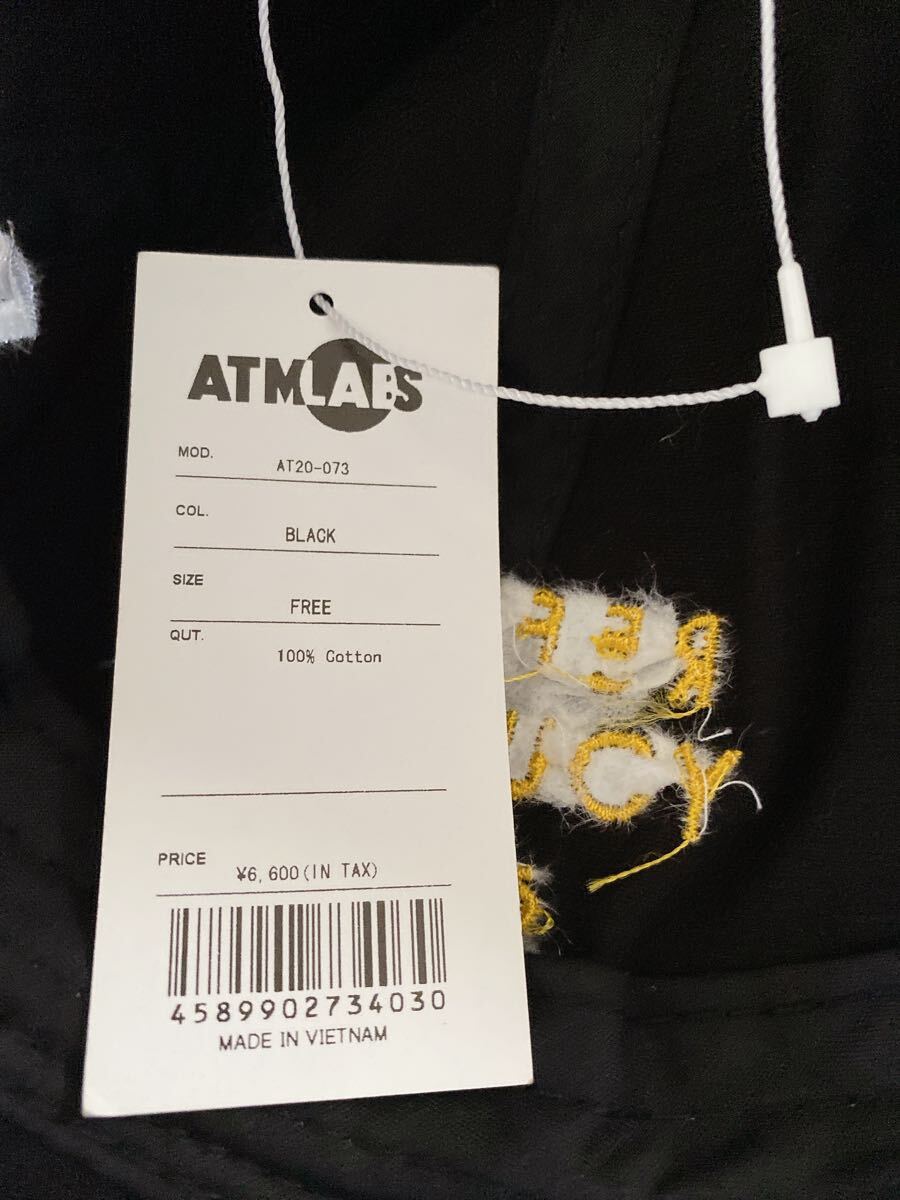 ATMLABS
MOD.
AT20-073
COL.
BLACK
SIZE
FREE
QUT.
100% Cotton
PRICE
¥6,600(IN TAX)
4589902734030
MADE IN VIETNAM
UCY